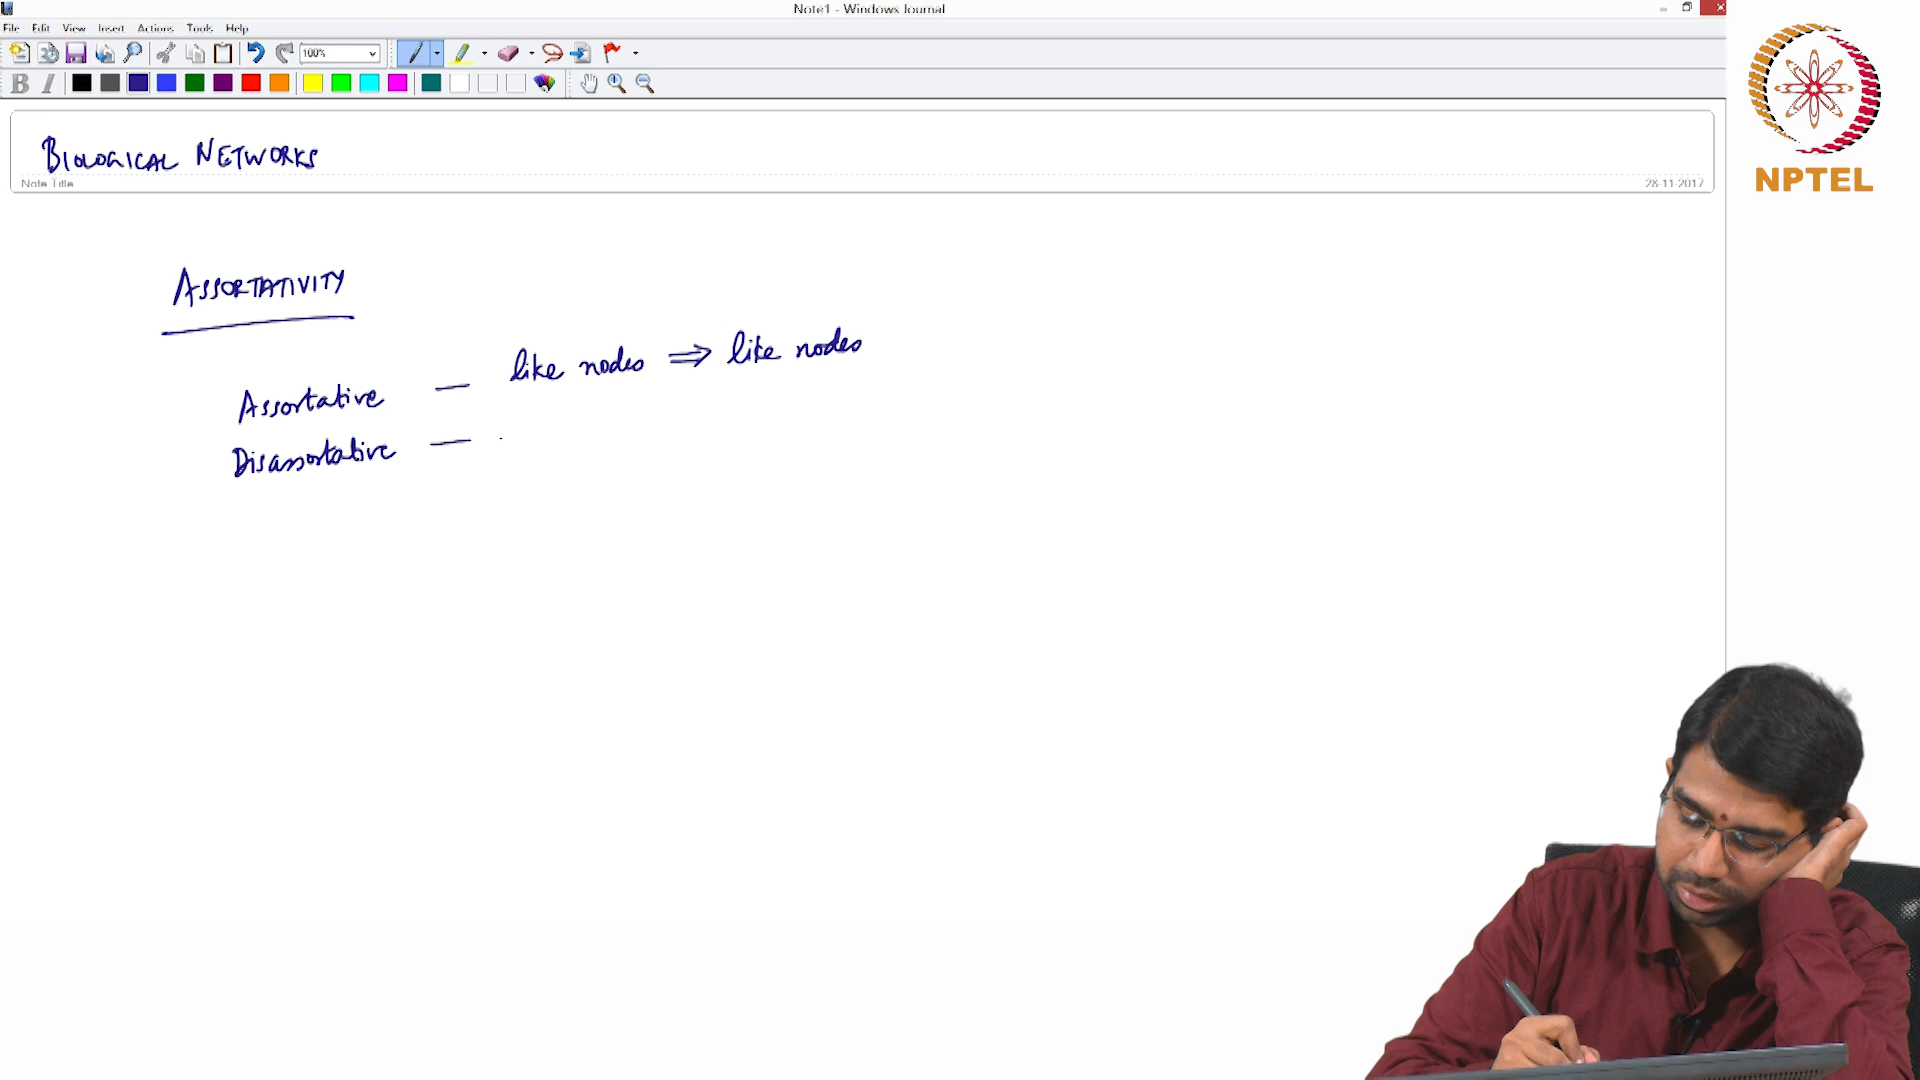 Note1 - Windows Journal
File Edit View Insert Actions Tools Help
100%
B I
BIOLOGICAL NETWORKS
Note Title
28-11-2017
NPTEL
ASSORTATIVITY
Assortative — like nodes ⇒ like nodes
Disassortative —